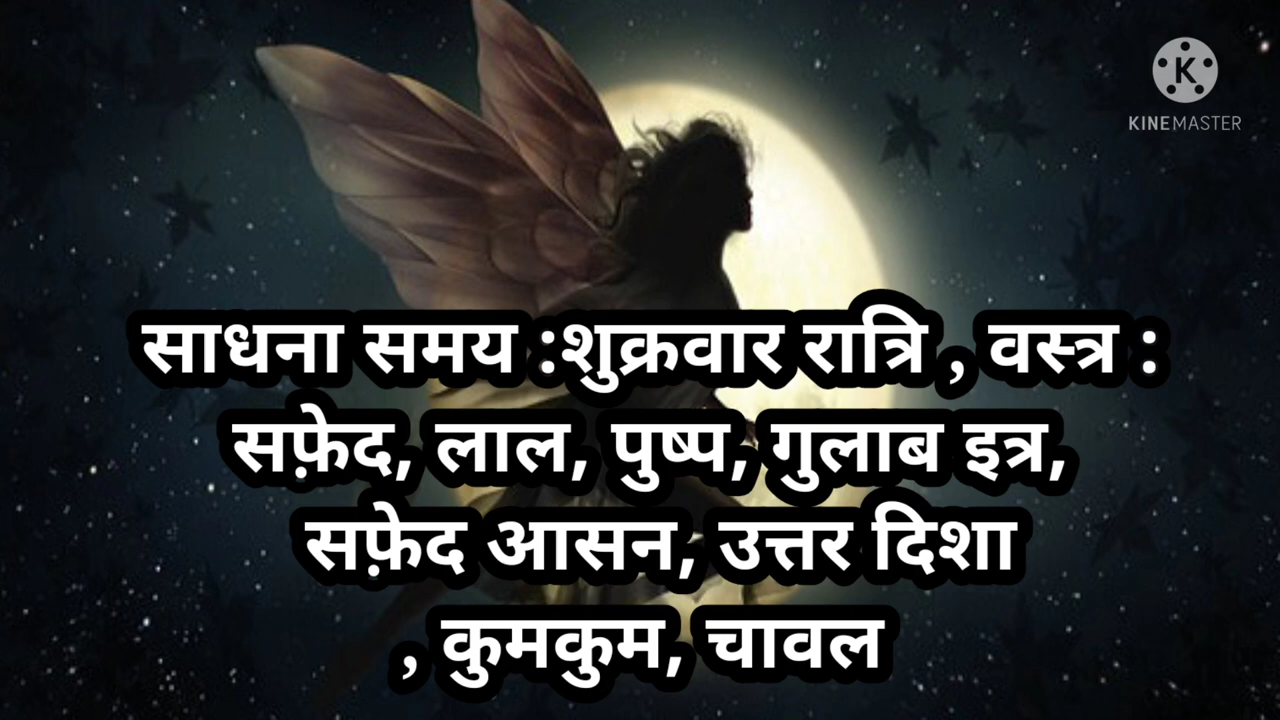 KINEMASTER
साधना समय :शुक्रवार रात्रि , वस्त्र :
सफ़ेद, लाल, पुष्प, गुलाब इत्र,
सफ़ेद आसन, उत्तर दिशा
, कुमकुम, चावल